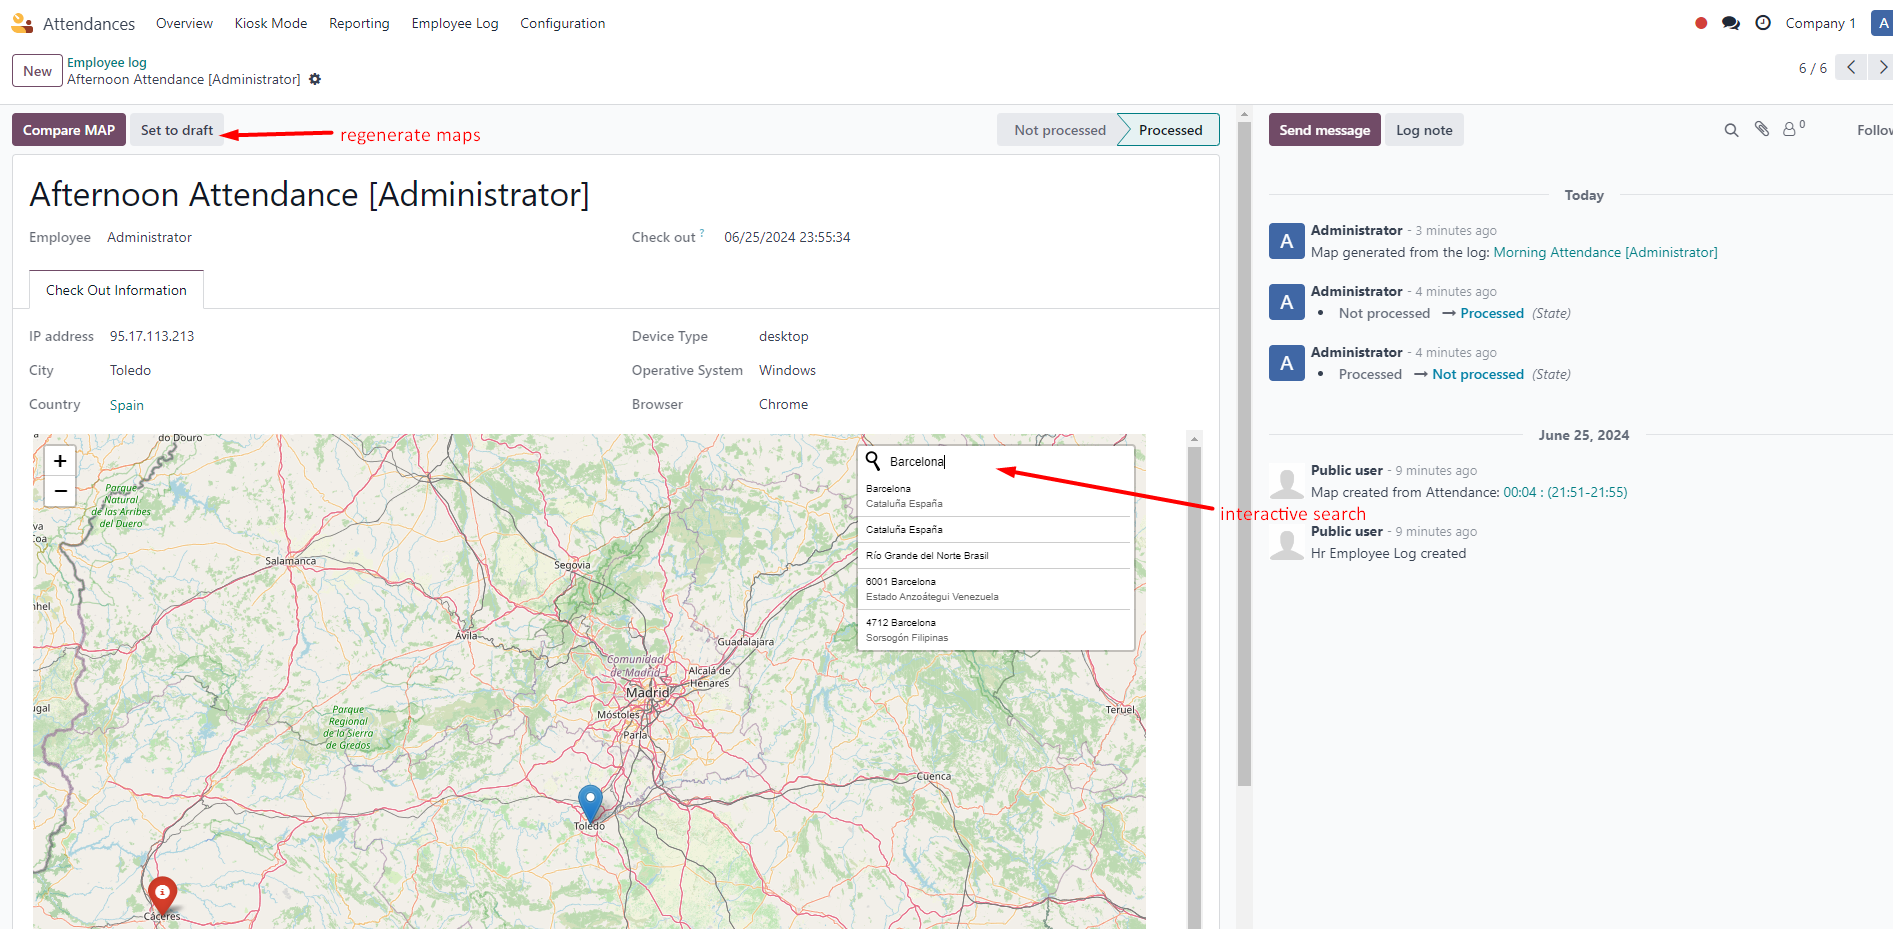 Attendances Overview Kiosk Mode Reporting Employee Log Configuration Company 1 A
New Employee log
Afternoon Attendance [Administrator]
6 / 6
Compare MAP Set to draft regenerate maps Not processed Processed
Send message Log note 0 Follow
Afternoon Attendance [Administrator]
Employee Administrator Check out ? 06/25/2024 23:55:34
Check Out Information
IP address 95.17.113.213 Device Type desktop
City Toledo Operative System Windows
Country Spain Browser Chrome
+
−
do Douro
Parque
Natural
de las Arribes
del Duero
Salamanca
Segovia
Ávila
Guadalajara
Comunidad
de Madrid
Alcalá de
Henares
Madrid
Móstoles
Parla
Parque
Regional
de la Sierra
de Gredos
Teruel
Cuenca
Toledo
Cáceres
va
Coa
nhel
ugal
Barcelona
Barcelona
Cataluña España
Cataluña España
Río Grande del Norte Brasil
6001 Barcelona
Estado Anzoátegui Venezuela
4712 Barcelona
Sorsogón Filipinas
interactive search
Today
A Administrator - 3 minutes ago
Map generated from the log: Morning Attendance [Administrator]
A Administrator - 4 minutes ago
• Not processed → Processed (State)
A Administrator - 4 minutes ago
• Processed → Not processed (State)
June 25, 2024
Public user - 9 minutes ago
Map created from Attendance: 00:04 : (21:51-21:55)
Public user - 9 minutes ago
Hr Employee Log created